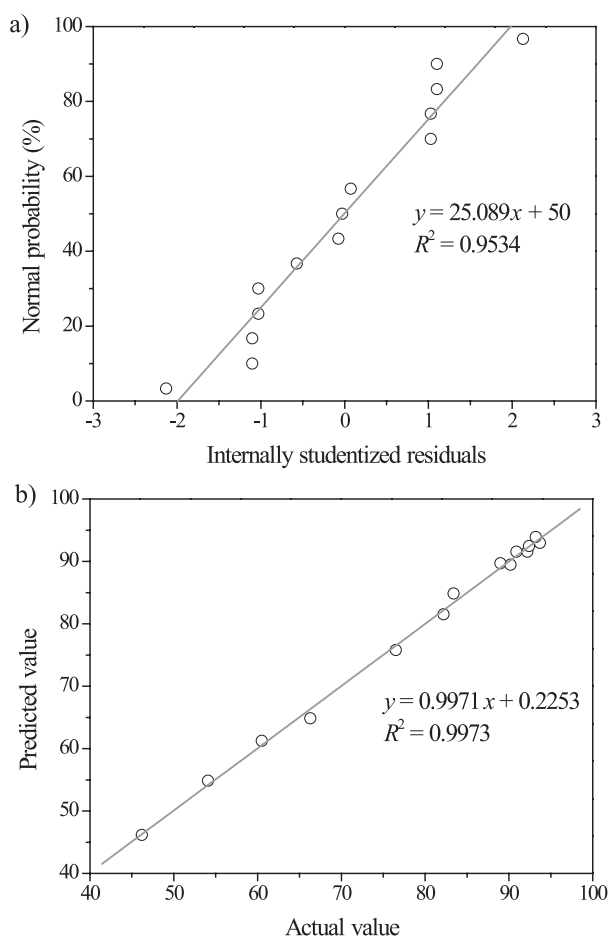 a)
100
80
60
40
20
0
Normal probability (%)
y = 25.089x + 50
R² = 0.9534
-3 -2 -1 0 1 2 3
Internally studentized residuals
b)
100
90
80
70
60
50
40
Predicted value
y = 0.9971x + 0.2253
R² = 0.9973
40 50 60 70 80 90 100
Actual value